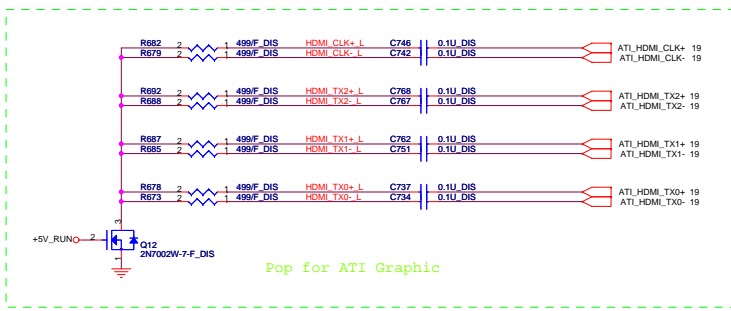 R682 2 1 499/F_DIS HDMI_CLK+_L C746 0.1U_DIS ATI_HDMI_CLK+ 19
R679 2 1 499/F_DIS HDMI_CLK-_L C742 0.1U_DIS ATI_HDMI_CLK- 19
R692 2 1 499/F_DIS HDMI_TX2+_L C768 0.1U_DIS ATI_HDMI_TX2+ 19
R688 2 1 499/F_DIS HDMI_TX2-_L C767 0.1U_DIS ATI_HDMI_TX2- 19
R687 2 1 499/F_DIS HDMI_TX1+_L C762 0.1U_DIS ATI_HDMI_TX1+ 19
R685 2 1 499/F_DIS HDMI_TX1-_L C751 0.1U_DIS ATI_HDMI_TX1- 19
R678 2 1 499/F_DIS HDMI_TX0+_L C737 0.1U_DIS ATI_HDMI_TX0+ 19
R673 2 1 499/F_DIS HDMI_TX0-_L C734 0.1U_DIS ATI_HDMI_TX0- 19
3
+5V_RUN 2
Q12
2N7002W-7-F_DIS
1
Pop for ATI Graphic